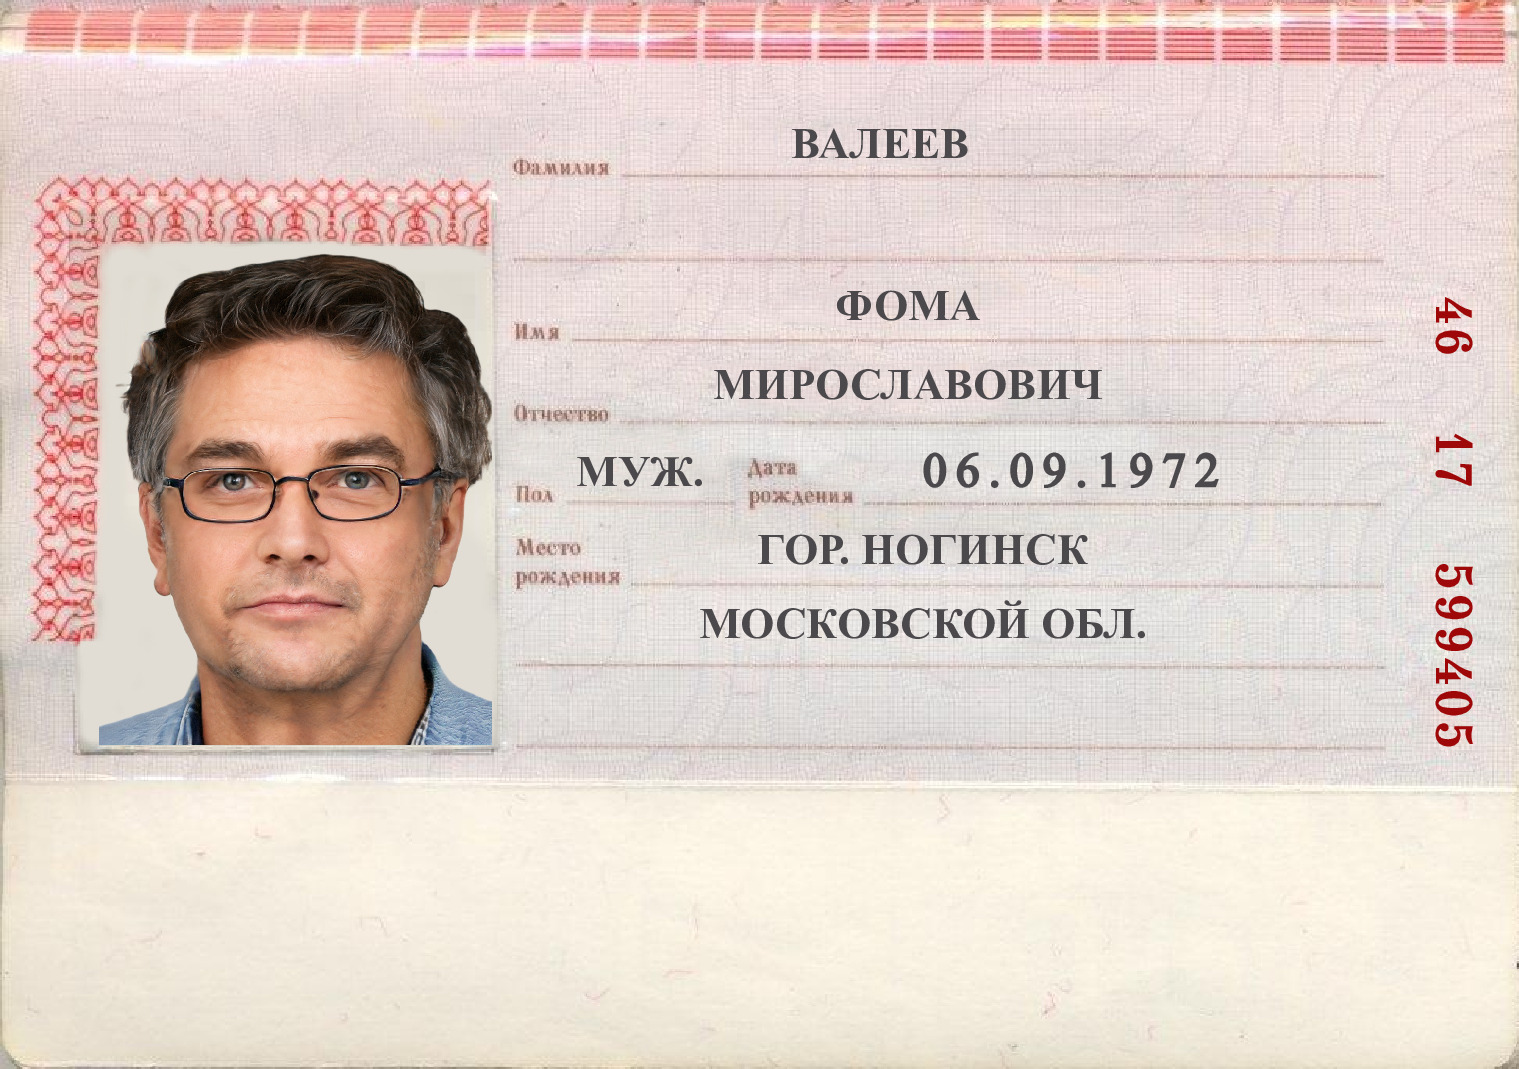 ВАЛЕЕВ
Фамилия
ФОМА
Имя
МИРОСЛАВОВИЧ
Отчество
Пол МУЖ. Дата рождения 06.09.1972
Место рождения ГОР. НОГИНСК
МОСКОВСКОЙ ОБЛ.
46 17 599405